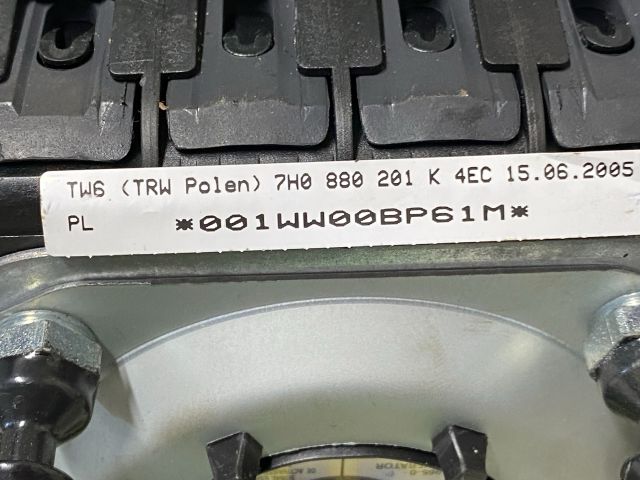 TW6 (TRW Polen) 7H0 880 201 K 4EC 15.06.2005
PL *001WW00BP61M*